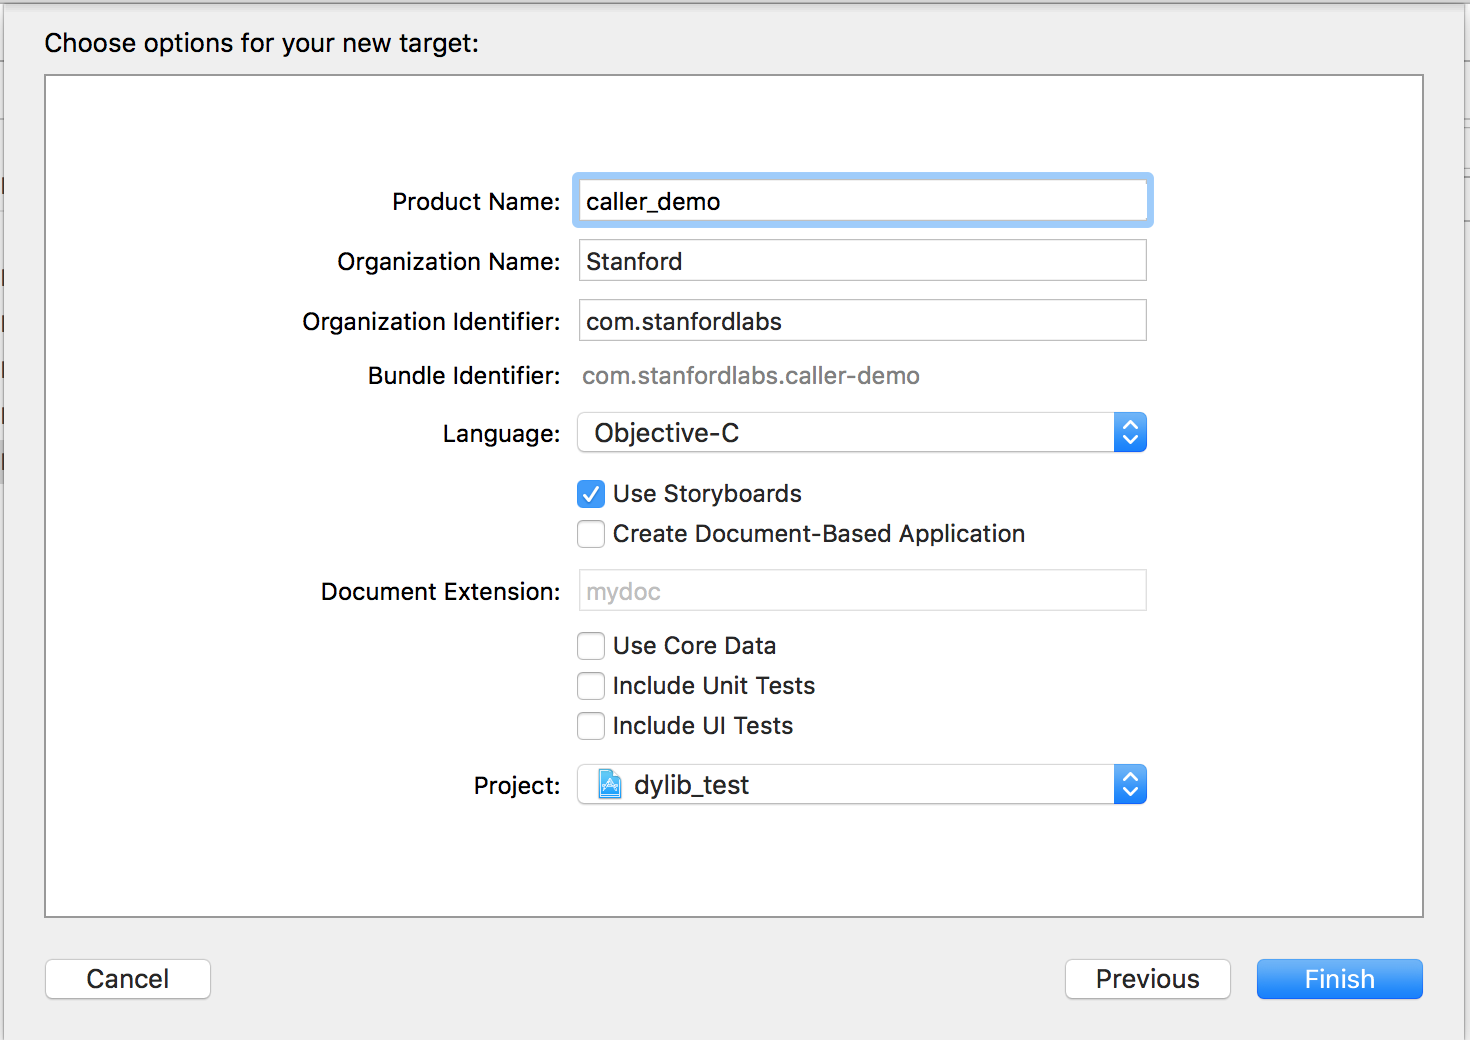 Choose options for your new target:
Product Name: caller_demo
Organization Name: Stanford
Organization Identifier: com.stanfordlabs
Bundle Identifier: com.stanfordlabs.caller-demo
Language: Objective-C
Use Storyboards
Create Document-Based Application
Document Extension: mydoc
Use Core Data
Include Unit Tests
Include UI Tests
Project: dylib_test
Cancel Previous Finish